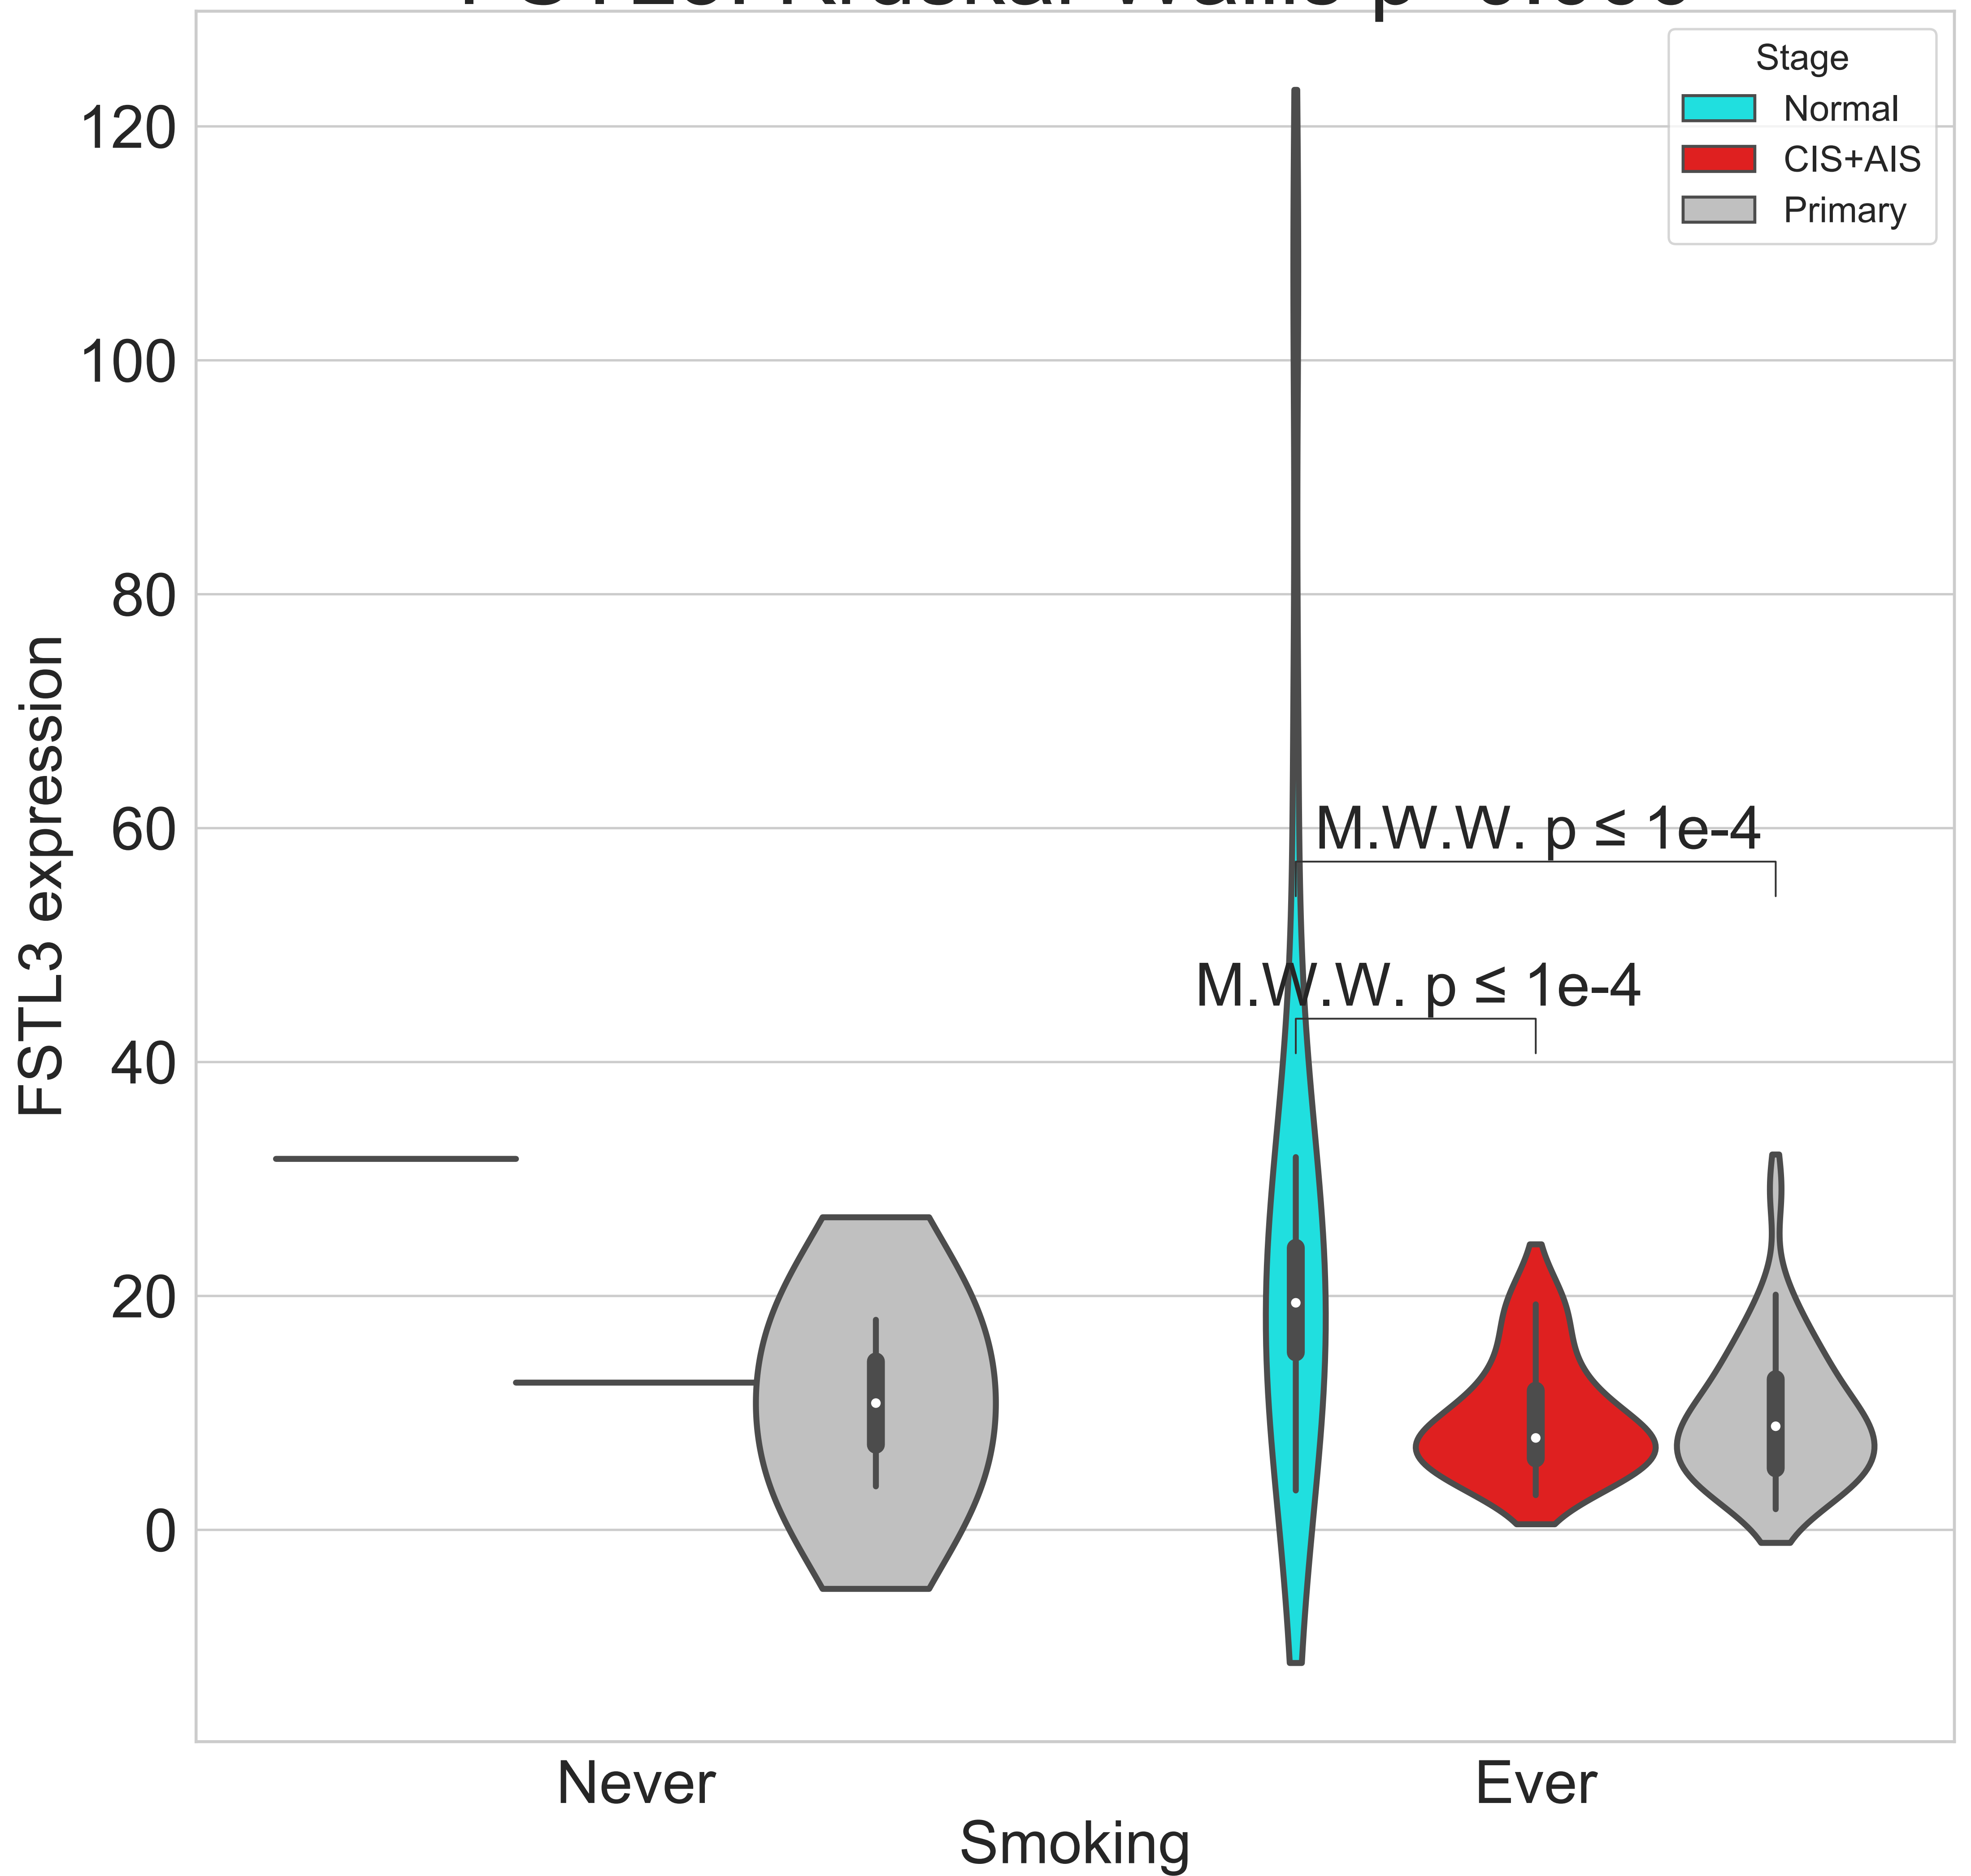 Stage
Normal
CIS+AIS
Primary
120
100
80
60
40
20
0
FSTL3 expression
M.W.W. p ≤ 1e-4
M.W.W. p ≤ 1e-4
Never
Ever
Smoking